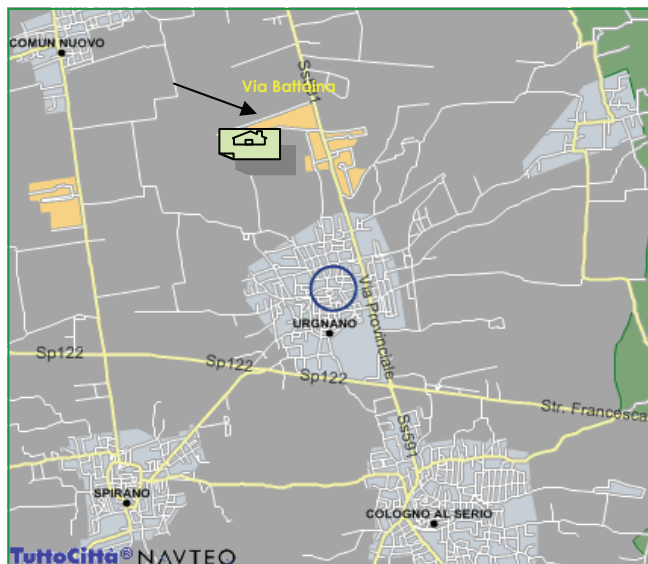 COMUN NUOVO
Ss591
Via Battaina
Via Provinciale
URGNANO
Sp122
Sp122
Sp122
Str. Francesca
Ss591
SPIRANO
COLOGNO AL SERIO
TuttoCittà® NAVTEQ